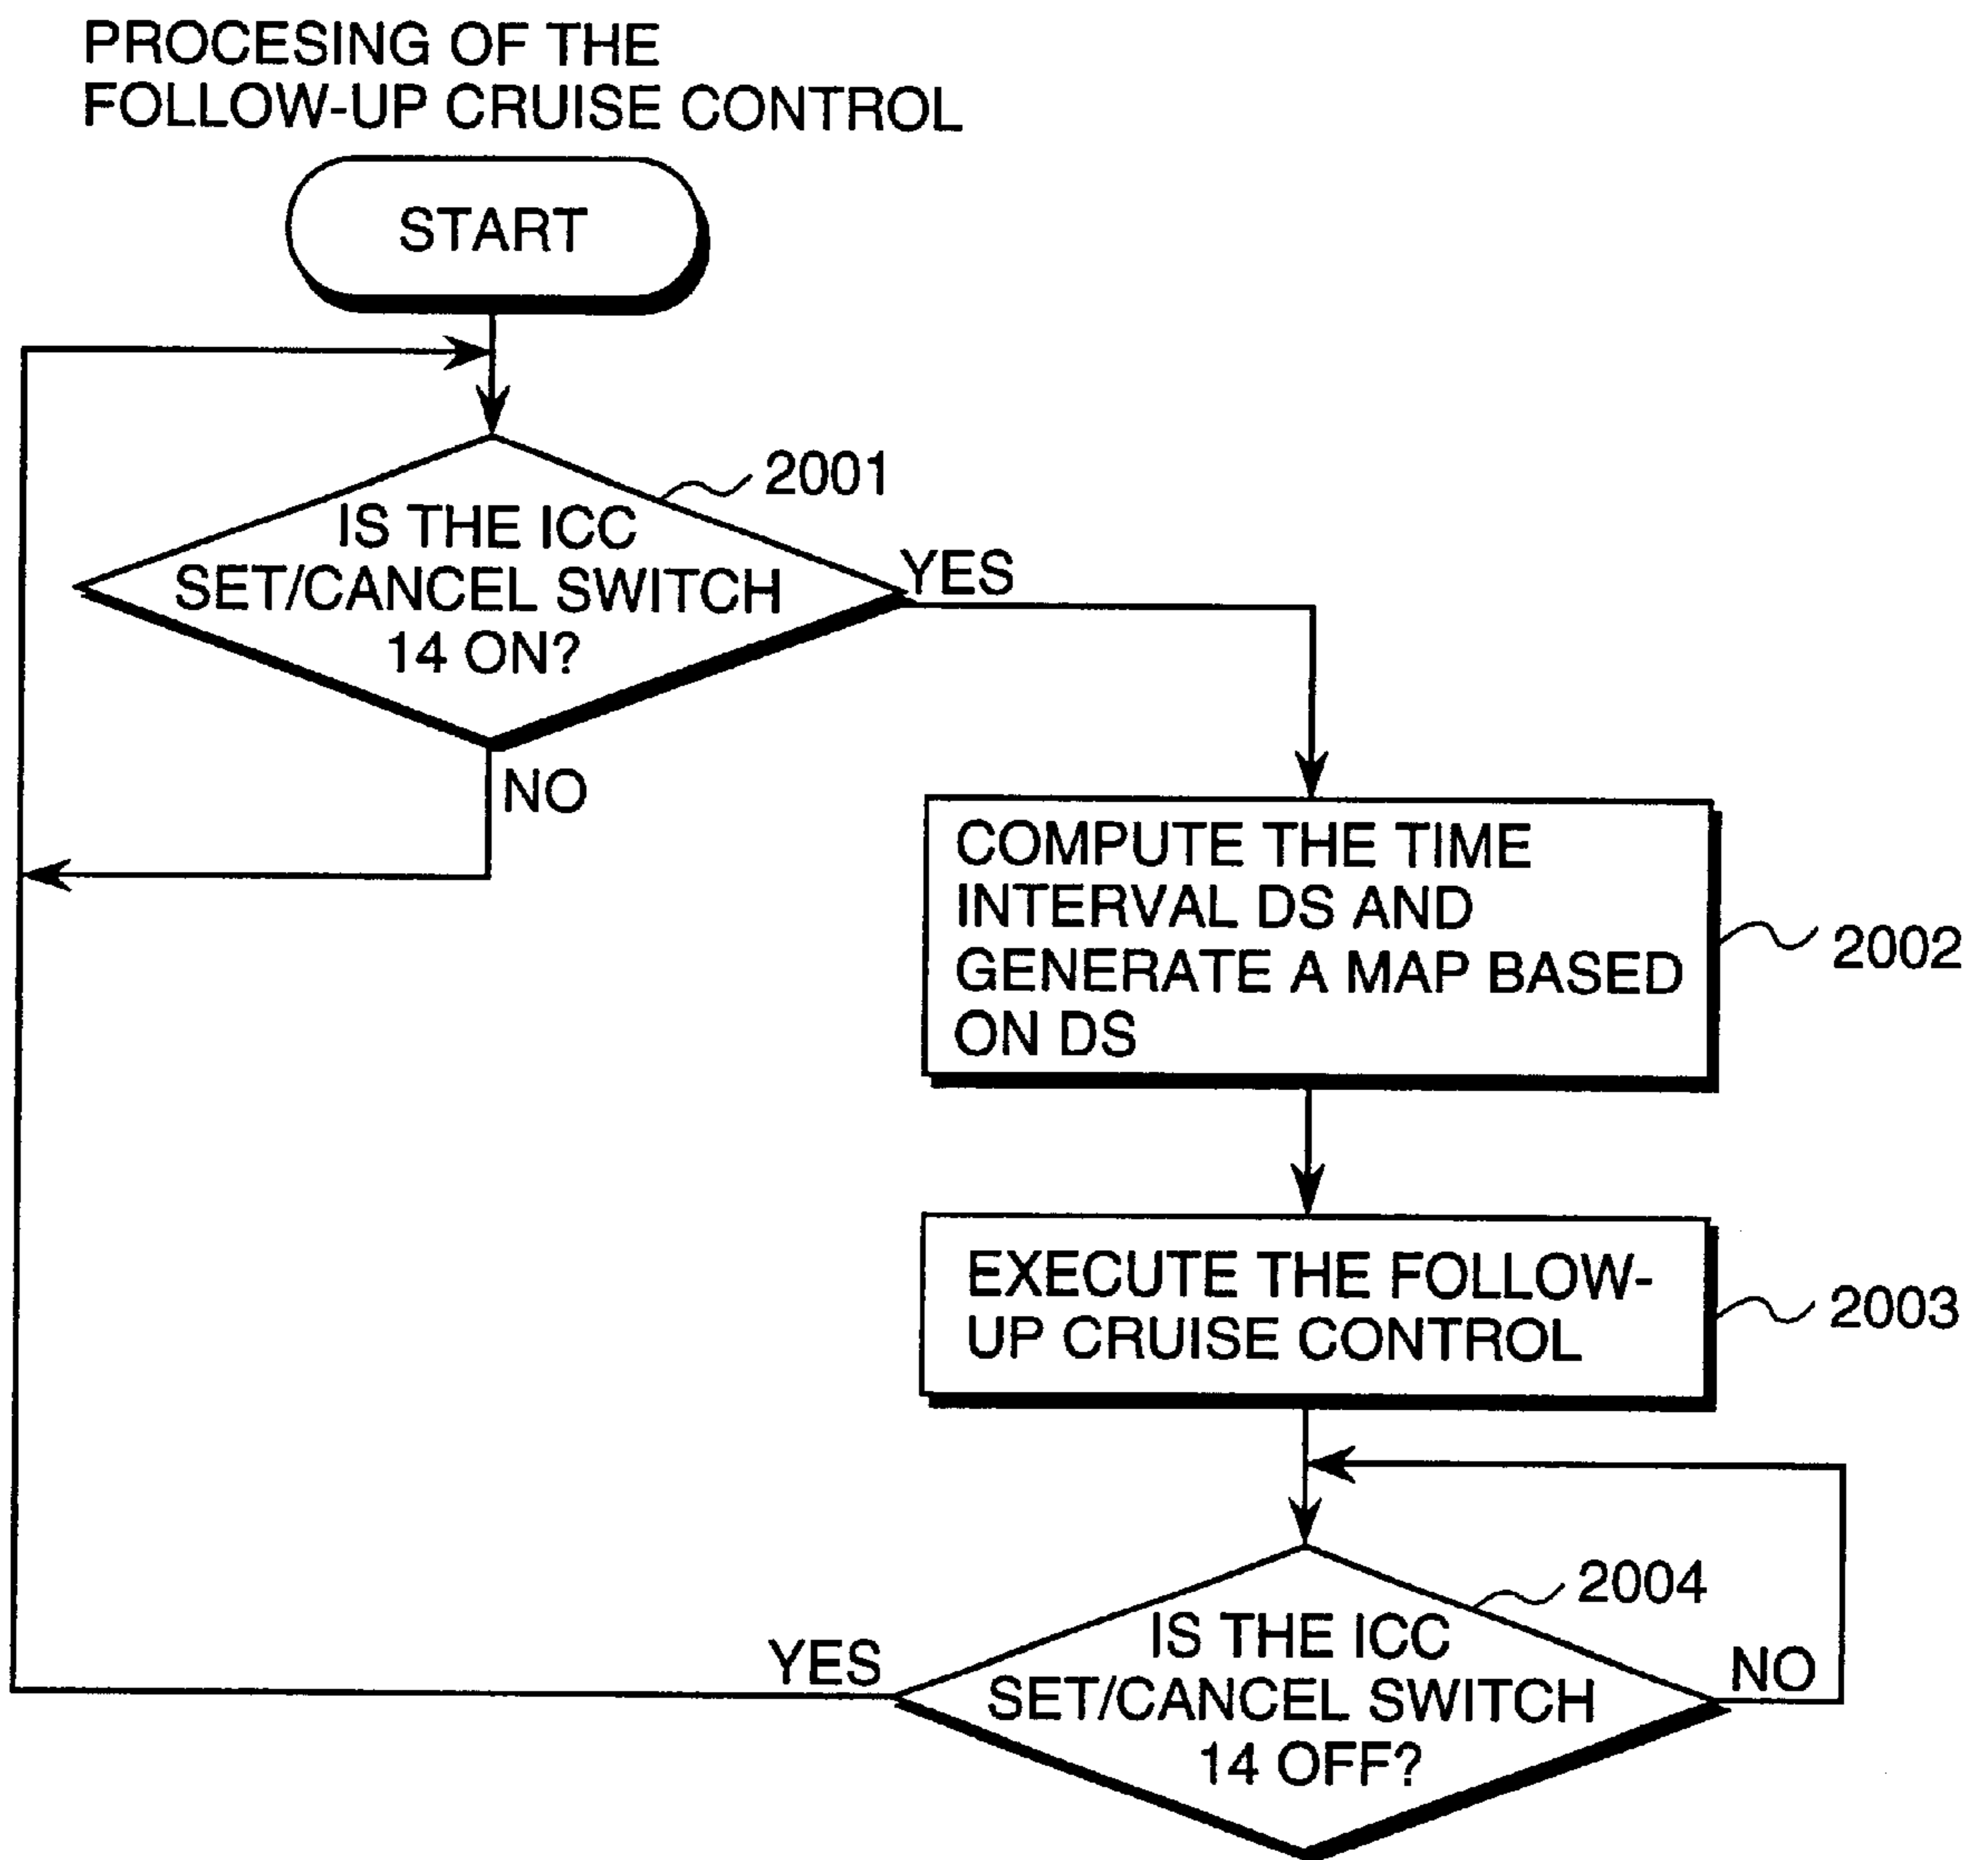 PROCESING OF THE
FOLLOW-UP CRUISE CONTROL
START
2001
IS THE ICC
SET/CANCEL SWITCH
14 ON?
YES
NO
COMPUTE THE TIME
INTERVAL DS AND
GENERATE A MAP BASED
ON DS
2002
EXECUTE THE FOLLOW-
UP CRUISE CONTROL
2003
2004
IS THE ICC
SET/CANCEL SWITCH
14 OFF?
YES
NO